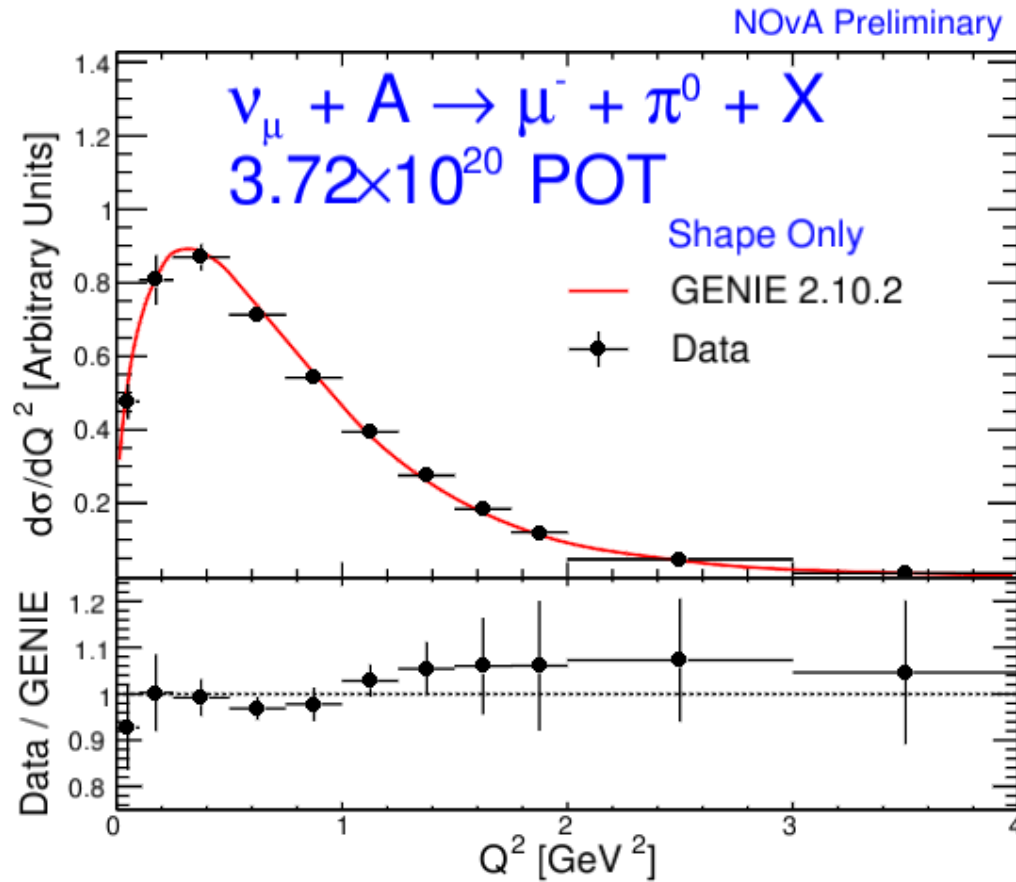 NOvA Preliminary
ν_μ + A → μ⁻ + π⁰ + X
3.72×10²⁰ POT
Shape Only
GENIE 2.10.2
Data
dσ/dQ² [Arbitrary Units]
1.4
1.2
1
0.8
0.6
0.4
0.2
Data / GENIE
1.2
1.1
1
0.9
0.8
0
1
2
3
4
Q² [GeV²]